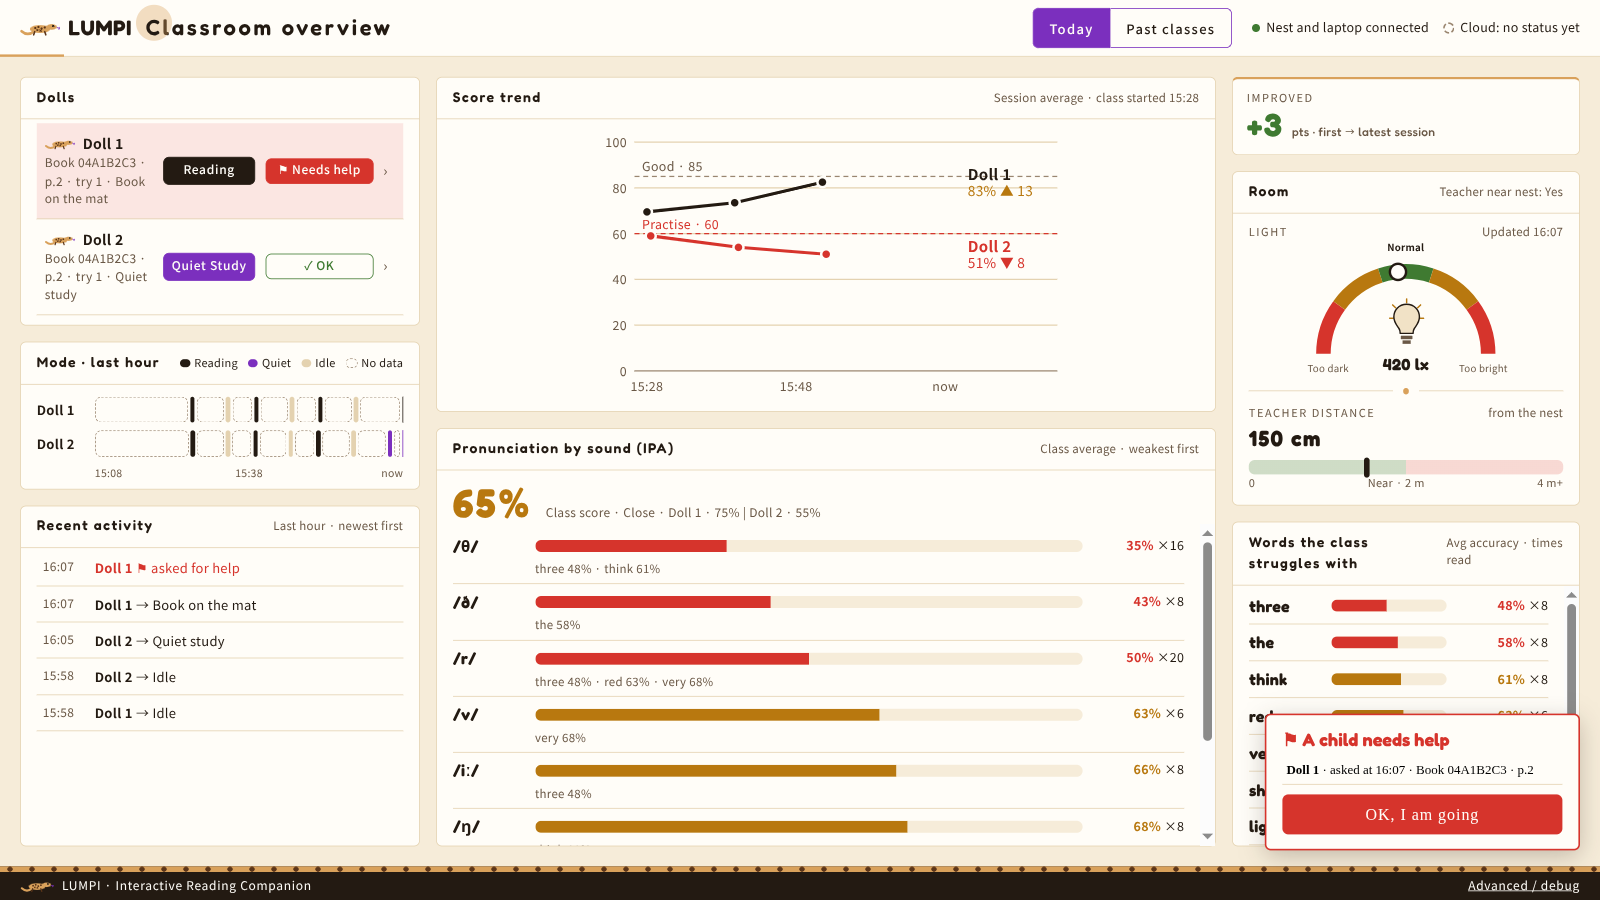 LUMPI Classroom overview
Today
Past classes
Nest and laptop connected
Cloud: no status yet
Dolls
Doll 1
Book 04A1B2C3 ·
p.2 · try 1 · Book
on the mat
Reading
⚑ Needs help
›
Doll 2
Book 04A1B2C3 ·
p.2 · try 1 · Quiet
study
Quiet Study
✓ OK
›
Mode · last hour
Reading
Quiet
Idle
No data
Doll 1
Doll 2
15:08
15:38
now
Recent activity
Last hour · newest first
16:07 Doll 1 ⚑ asked for help
16:07 Doll 1 → Book on the mat
16:05 Doll 2 → Quiet study
15:58 Doll 2 → Idle
15:58 Doll 1 → Idle
Score trend
Session average · class started 15:28
100
Good · 85
80
Practise · 60
60
40
20
0
Doll 1
83% ▲ 13
Doll 2
51% ▼ 8
15:28
15:48
now
Pronunciation by sound (IPA)
Class average · weakest first
65% Class score · Close · Doll 1 · 75% | Doll 2 · 55%
/θ/ 35% ×16
three 48% · think 61%
/ð/ 43% ×8
the 58%
/r/ 50% ×20
three 48% · red 63% · very 68%
/v/ 63% ×6
very 68%
/iː/ 66% ×8
three 48%
/ŋ/ 68% ×8
IMPROVED
+3 pts · first → latest session
Room
Teacher near nest: Yes
LIGHT
Updated 16:07
Normal
Too dark
420 lx
Too bright
TEACHER DISTANCE
from the nest
150 cm
0
Near · 2 m
4 m+
Words the class
struggles with
Avg accuracy · times
read
three 48% ×8
the 58% ×8
think 61% ×8
⚑ A child needs help
Doll 1 · asked at 16:07 · Book 04A1B2C3 · p.2
OK, I am going
LUMPI · Interactive Reading Companion
Advanced / debug